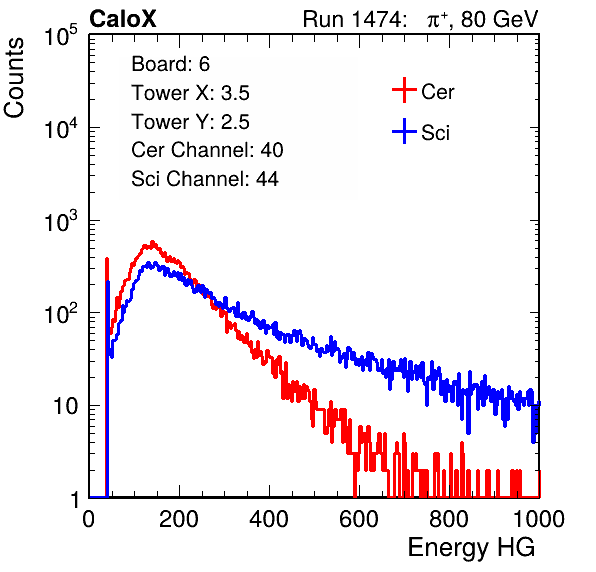 CaloX Run 1474: π⁺, 80 GeV
Counts
Board: 6
Tower X: 3.5
Tower Y: 2.5
Cer Channel: 40
Sci Channel: 44
Cer
Sci
10⁵
10⁴
10³
10²
10
1
0 200 400 600 800 1000
Energy HG